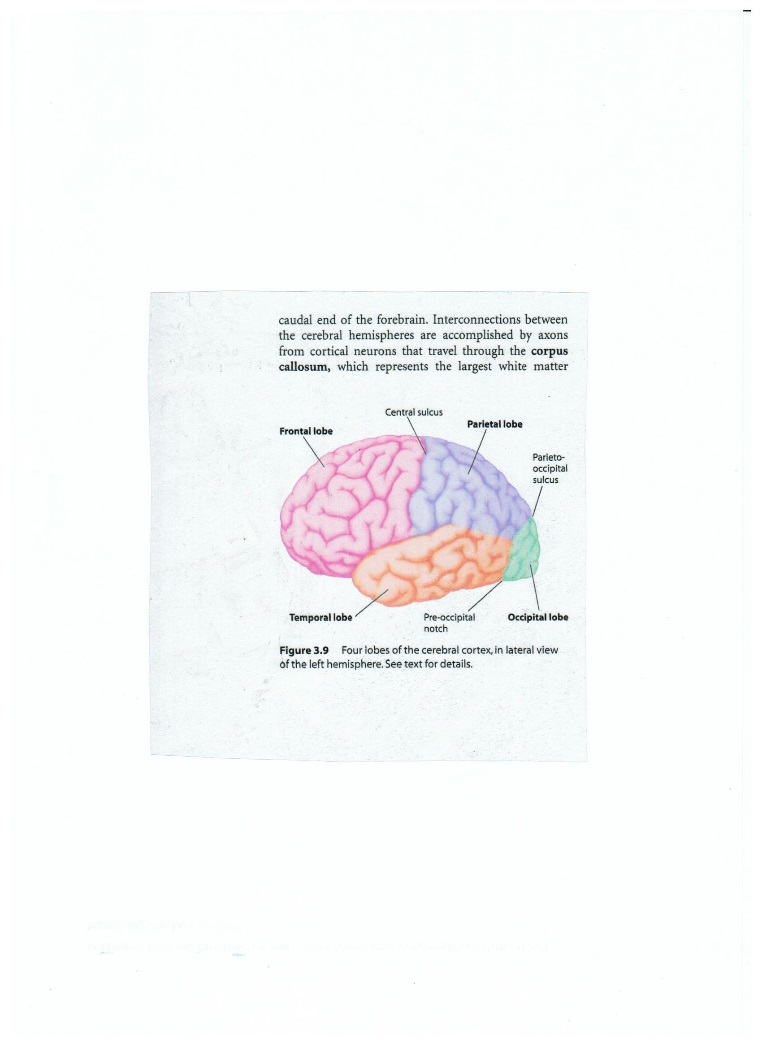 caudal end of the forebrain. Interconnections between
the cerebral hemispheres are accomplished by axons
from cortical neurons that travel through the corpus
callosum, which represents the largest white matter
Central sulcus
Frontal lobe
Parietal lobe
Parieto-
occipital
sulcus
Temporal lobe
Pre-occipital
notch
Occipital lobe
Figure 3.9 Four lobes of the cerebral cortex, in lateral view
of the left hemisphere. See text for details.